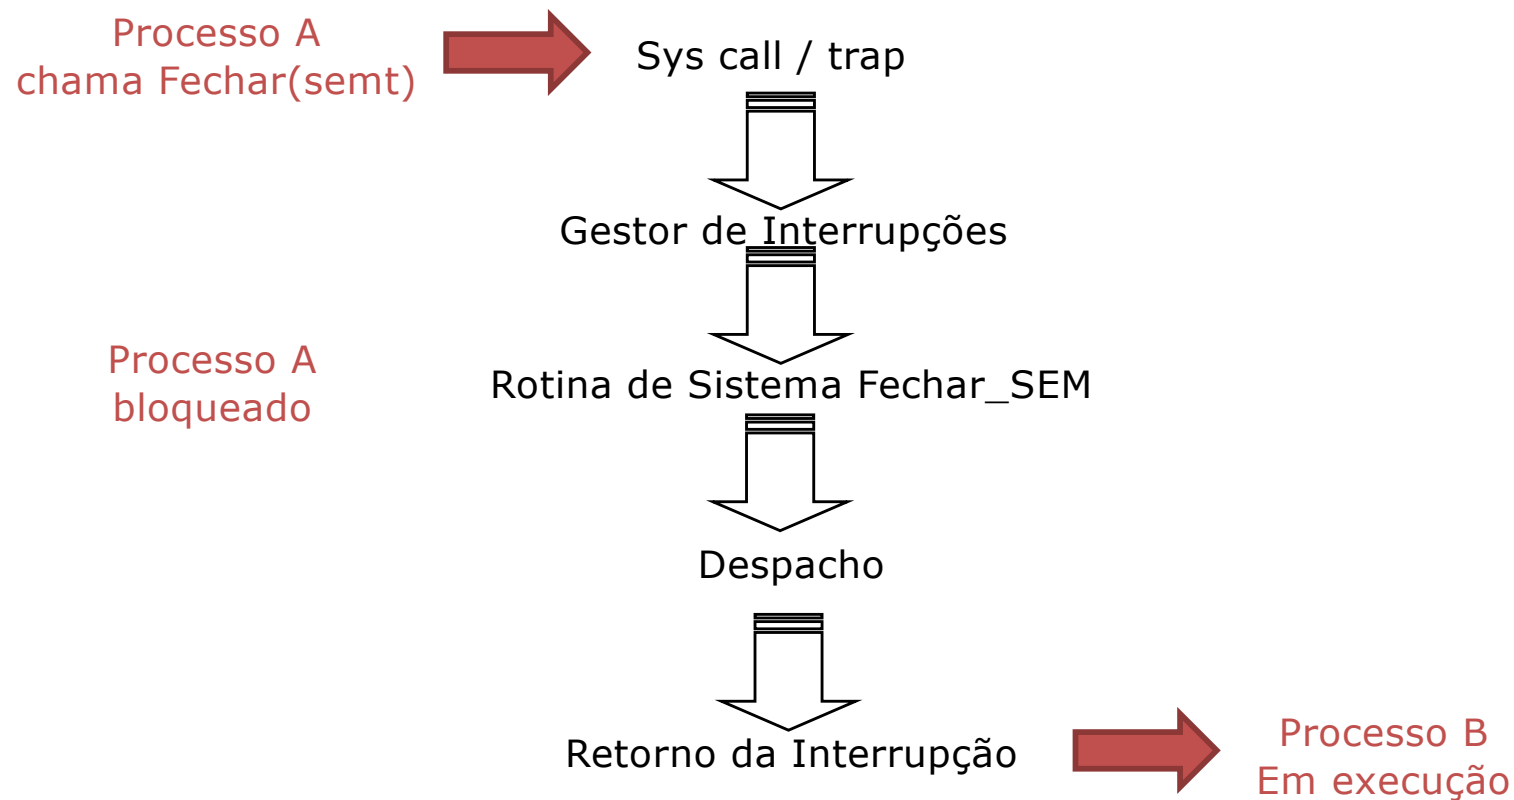 Processo A
chama Fechar(semt)
Sys call / trap
Gestor de Interrupções
Processo A
bloqueado
Rotina de Sistema Fechar_SEM
Despacho
Retorno da Interrupção
Processo B
Em execução